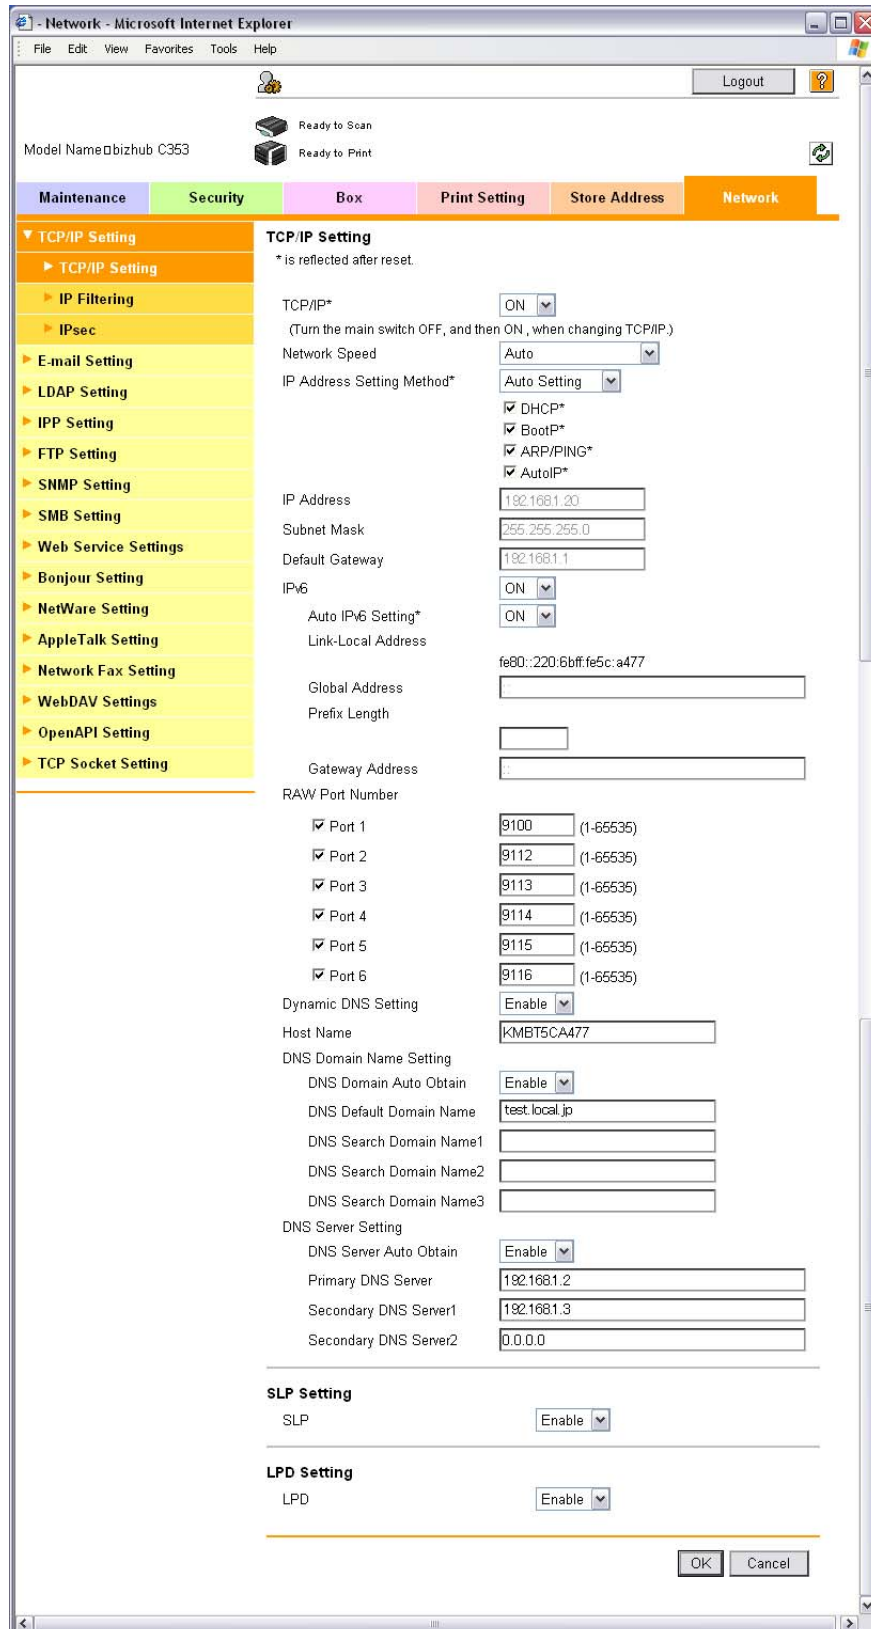 - Network - Microsoft Internet Explorer
File Edit View Favorites Tools Help
Logout ?
Ready to Scan
Model Name□bizhub C353
Ready to Print
Maintenance Security Box Print Setting Store Address Network
TCP/IP Setting
TCP/IP Setting
IP Filtering
IPsec
E-mail Setting
LDAP Setting
IPP Setting
FTP Setting
SNMP Setting
SMB Setting
Web Service Settings
Bonjour Setting
NetWare Setting
AppleTalk Setting
Network Fax Setting
WebDAV Settings
OpenAPI Setting
TCP Socket Setting
TCP/IP Setting
* is reflected after reset.
TCP/IP* ON
(Turn the main switch OFF, and then ON , when changing TCP/IP.)
Network Speed Auto
IP Address Setting Method* Auto Setting
DHCP*
BootP*
ARP/PING*
AutoIP*
IP Address 192.168.1.20
Subnet Mask 255.255.255.0
Default Gateway 192.168.1.1
IPv6 ON
Auto IPv6 Setting* ON
Link-Local Address
fe80::220:6bff:fe5c:a477
Global Address ::
Prefix Length
Gateway Address ::
RAW Port Number
Port 1 9100 (1-65535)
Port 2 9112 (1-65535)
Port 3 9113 (1-65535)
Port 4 9114 (1-65535)
Port 5 9115 (1-65535)
Port 6 9116 (1-65535)
Dynamic DNS Setting Enable
Host Name KMBT5CA477
DNS Domain Name Setting
DNS Domain Auto Obtain Enable
DNS Default Domain Name test.local.jp
DNS Search Domain Name1
DNS Search Domain Name2
DNS Search Domain Name3
DNS Server Setting
DNS Server Auto Obtain Enable
Primary DNS Server 192.168.1.2
Secondary DNS Server1 192.168.1.3
Secondary DNS Server2 0.0.0.0
SLP Setting
SLP Enable
LPD Setting
LPD Enable
OK Cancel